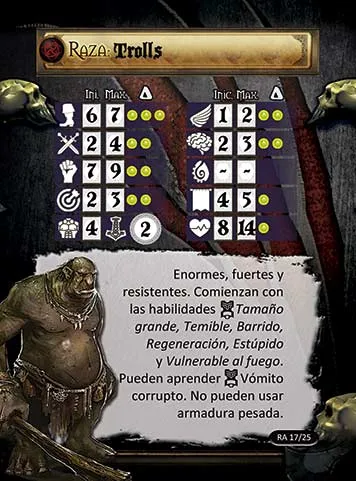 RAZA: Trolls
Ini. Max. Inic. Max.
6 7 1 2
2 4 2 3
7 9 - -
2 3 4 5
4 2 8 14
Enormes, fuertes y
resistentes. Comienzan con
las habilidades Tamaño
grande, Temible, Barrido,
Regeneración, Estúpido
y Vulnerable al fuego.
Pueden aprender Vómito
corrupto. No pueden usar
armadura pesada.
RA 17/25